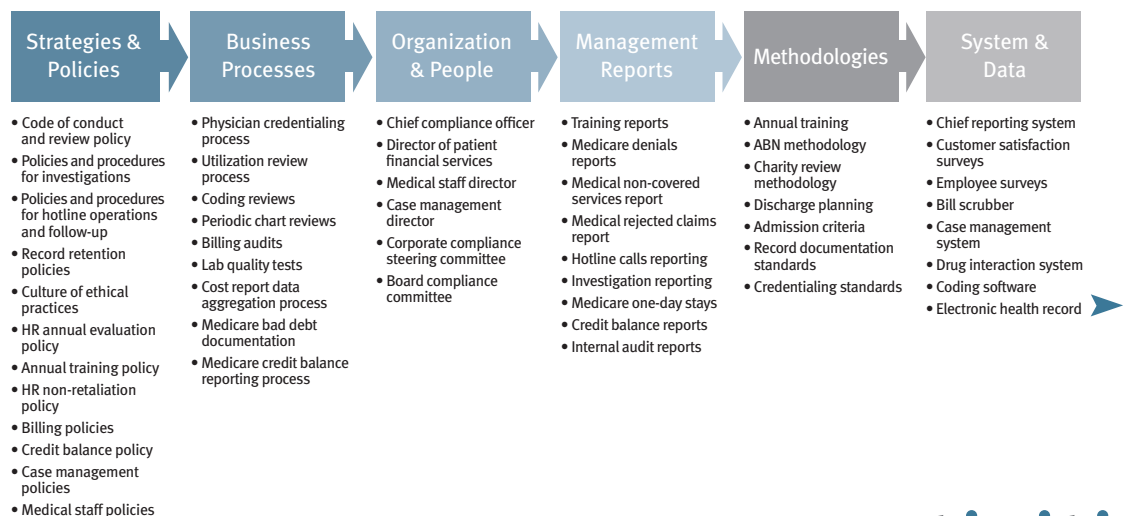 Strategies &
Policies
• Code of conduct
and review policy
• Policies and procedures
for investigations
• Policies and procedures
for hotline operations
and follow-up
• Record retention
policies
• Culture of ethical
practices
• HR annual evaluation
policy
• Annual training policy
• HR non-retaliation
policy
• Billing policies
• Credit balance policy
• Case management
policies
• Medical staff policies
Business
Processes
• Physician credentialing
process
• Utilization review
process
• Coding reviews
• Periodic chart reviews
• Billing audits
• Lab quality tests
• Cost report data
aggregation process
• Medicare bad debt
documentation
• Medicare credit balance
reporting process
Organization
& People
• Chief compliance officer
• Director of patient
financial services
• Medical staff director
• Case management
director
• Corporate compliance
steering committee
• Board compliance
committee
Management
Reports
• Training reports
• Medicare denials
reports
• Medical non-covered
services report
• Medical rejected claims
report
• Hotline calls reporting
• Investigation reporting
• Medicare one-day stays
• Credit balance reports
• Internal audit reports
Methodologies
• Annual training
• ABN methodology
• Charity review
methodology
• Discharge planning
• Admission criteria
• Record documentation
standards
• Credentialing standards
System &
Data
• Chief reporting system
• Customer satisfaction
surveys
• Employee surveys
• Bill scrubber
• Case management
system
• Drug interaction system
• Coding software
• Electronic health record